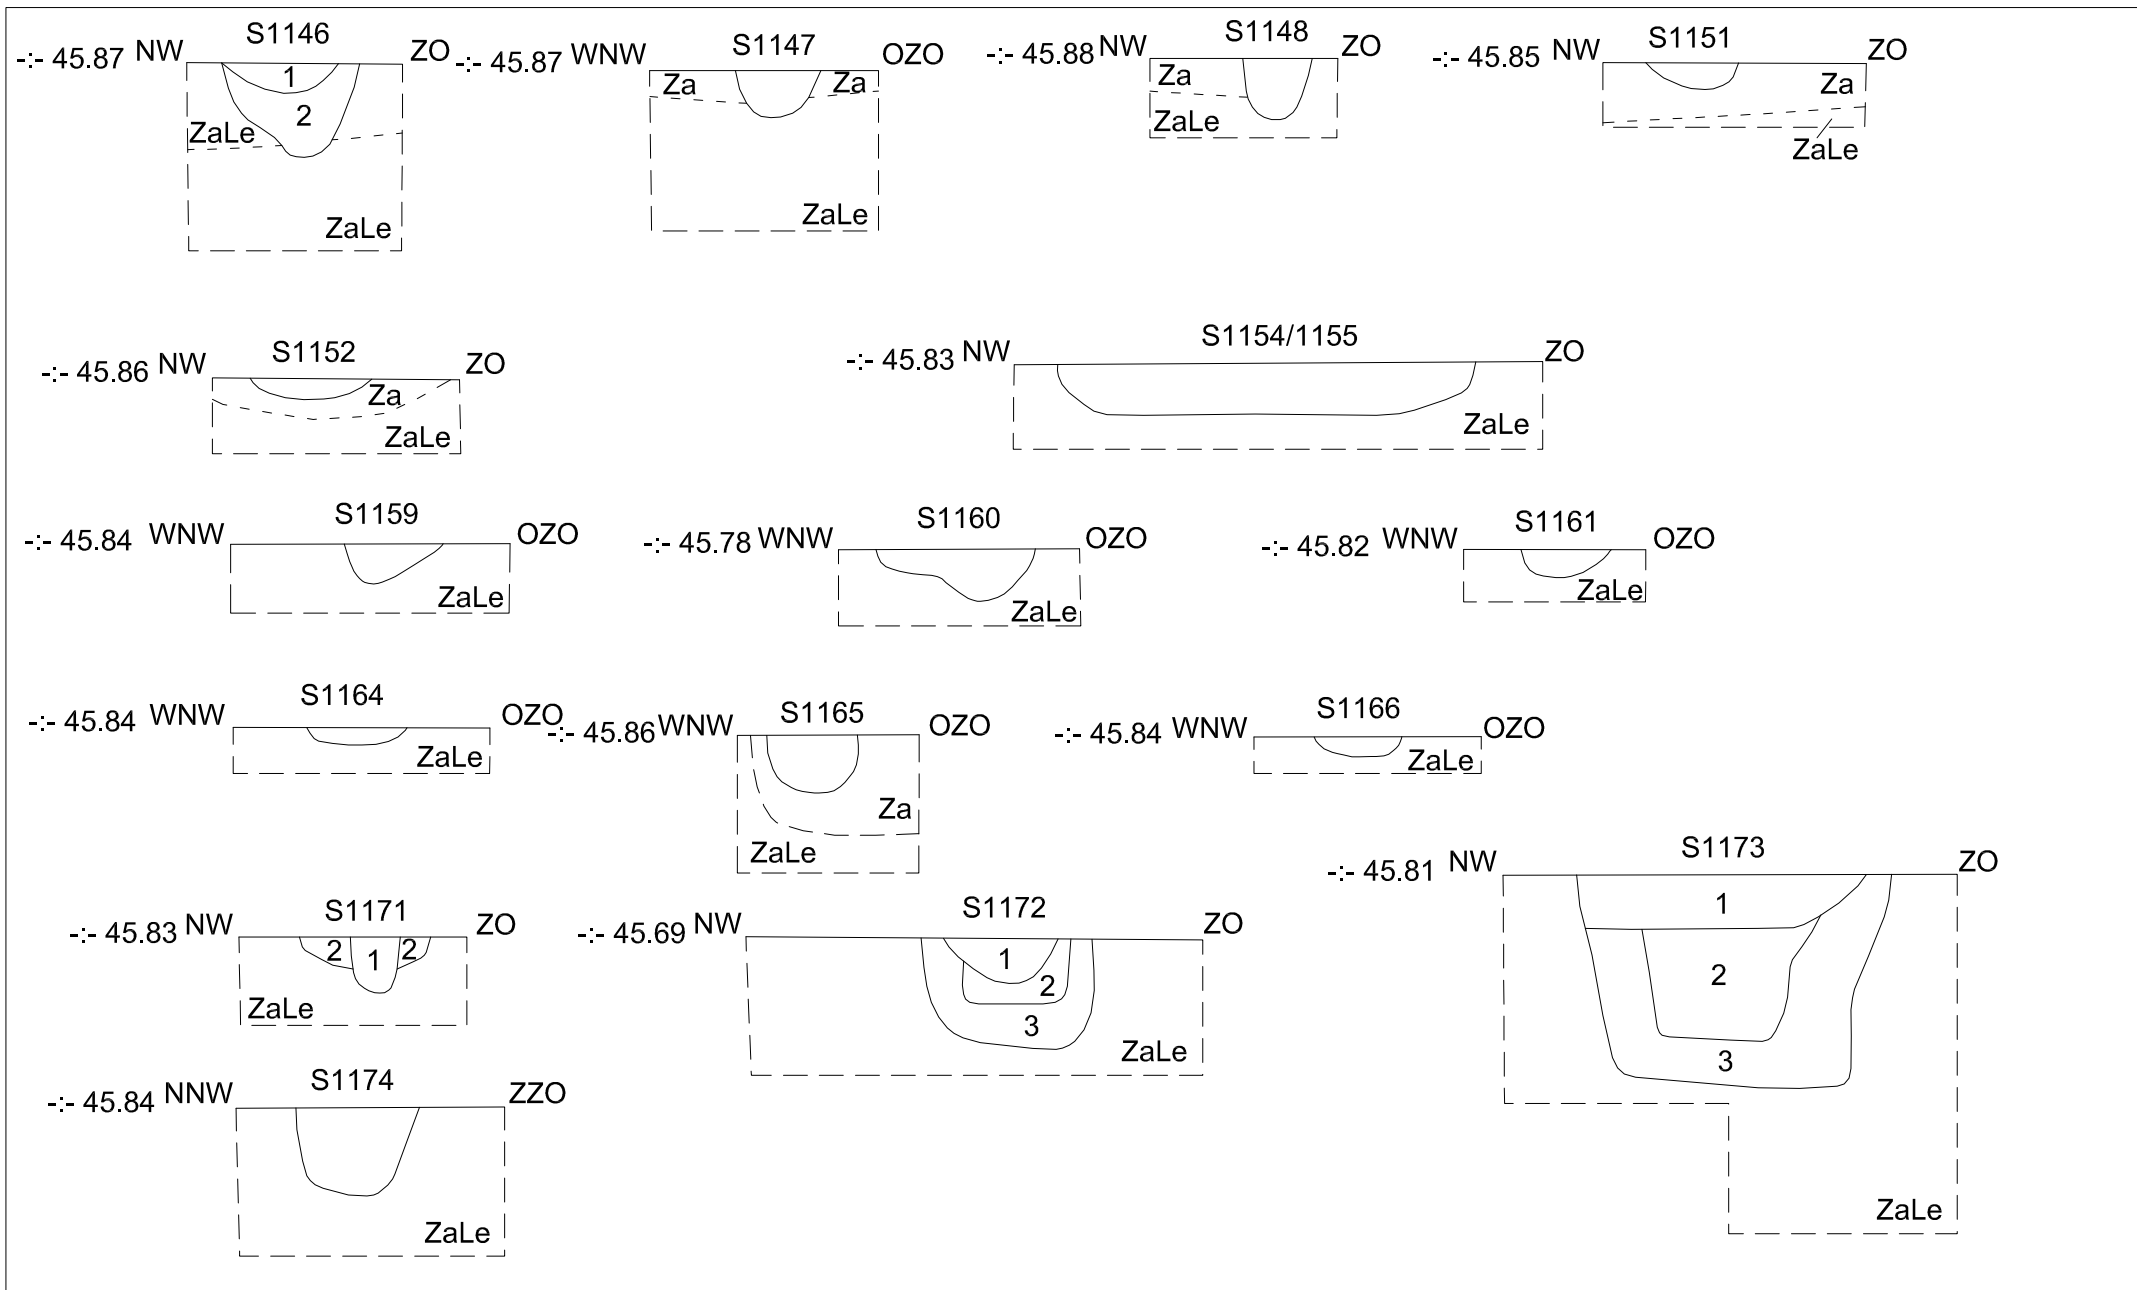 S1146
-:- 45.87 NW ZO
1
2
ZaLe
ZaLe
S1147
-:- 45.87 WNW OZO
Za Za
ZaLe
S1148
-:- 45.88 NW ZO
Za
ZaLe
S1151
-:- 45.85 NW ZO
Za
ZaLe
S1152
-:- 45.86 NW ZO
Za
ZaLe
S1154/1155
-:- 45.83 NW ZO
ZaLe
S1159
-:- 45.84 WNW OZO
ZaLe
S1160
-:- 45.78 WNW OZO
ZaLe
S1161
-:- 45.82 WNW OZO
ZaLe
S1164
-:- 45.84 WNW OZO
ZaLe
S1165
-:- 45.86 WNW OZO
Za
ZaLe
S1166
-:- 45.84 WNW OZO
ZaLe
S1171
-:- 45.83 NW ZO
2 1 2
ZaLe
S1172
-:- 45.69 NW ZO
1
2
3
ZaLe
S1173
-:- 45.81 NW ZO
1
2
3
ZaLe
S1174
-:- 45.84 NNW ZZO
ZaLe